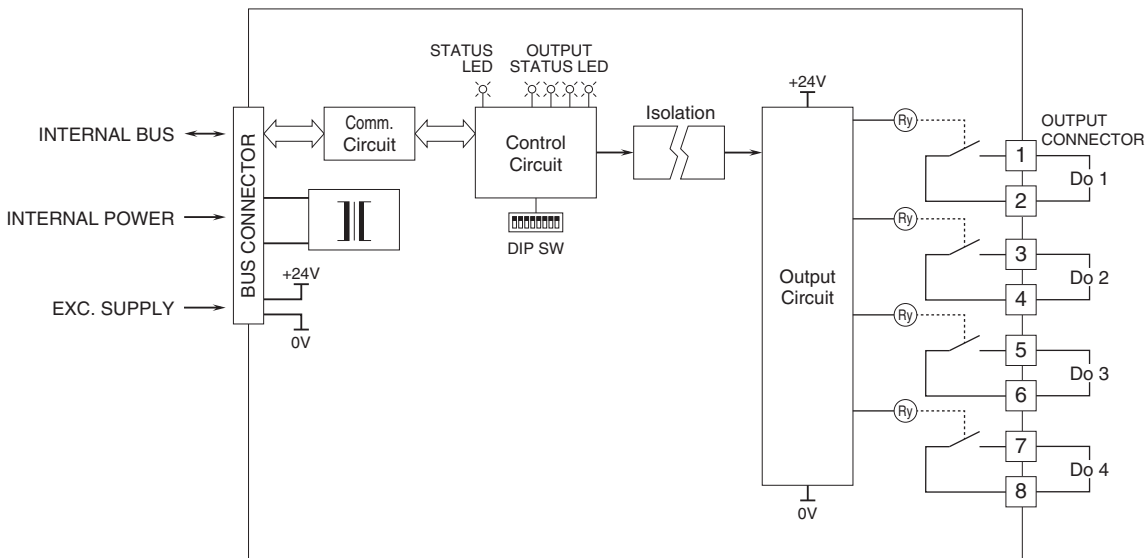 STATUS
LED
OUTPUT
STATUS LED
+24V
Isolation
OUTPUT
CONNECTOR
INTERNAL BUS
BUS CONNECTOR
Comm.
Circuit
Control
Circuit
Ry
1
Do 1
2
INTERNAL POWER
DIP SW
Ry
3
Do 2
4
+24V
Output
Circuit
EXC. SUPPLY
0V
Ry
5
Do 3
6
Ry
7
Do 4
8
0V